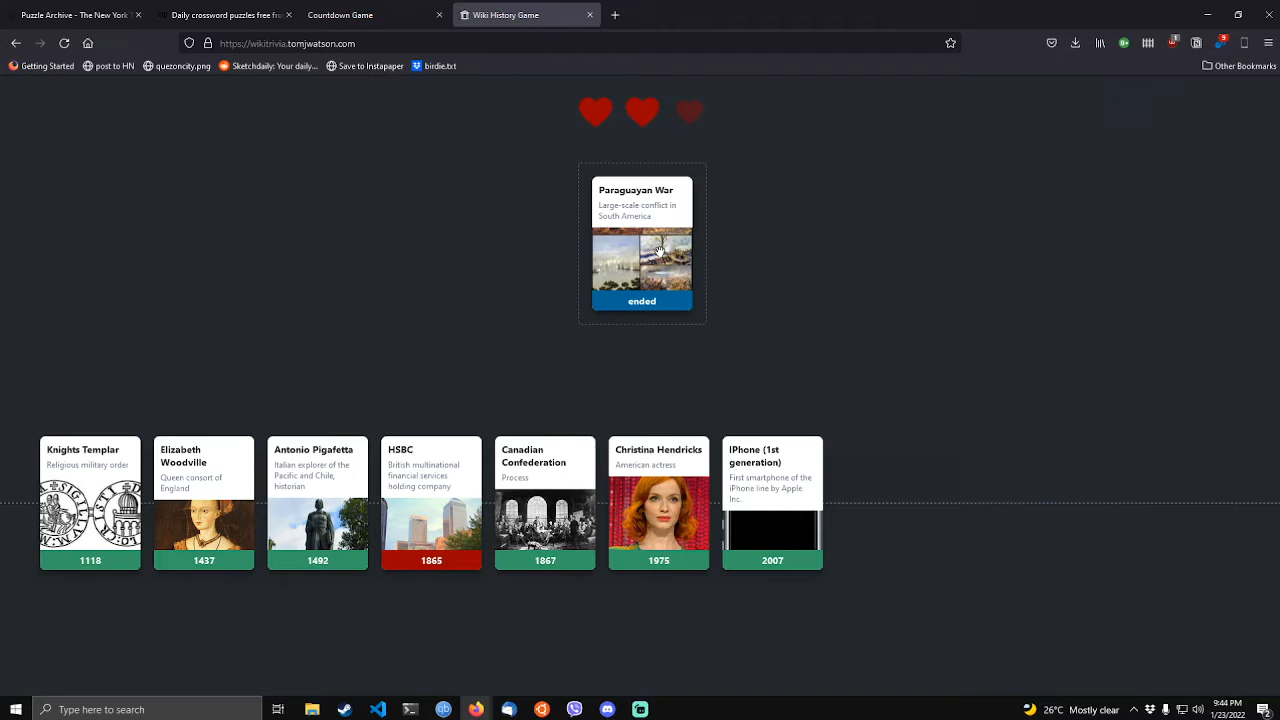 Puzzle Archive - The New York T
Daily crossword puzzles free fro
Countdown Game
Wiki History Game
https://wikitrivia.tomjwatson.com
Getting Started
post to HN
quezoncity.png
Sketchdaily: Your daily...
Save to Instapaper
birdie.txt
Other Bookmarks
Paraguayan War
Large-scale conflict in
South America
ended
Knights Templar
Religious military order
1118
Elizabeth
Woodville
Queen consort of
England
1437
Antonio Pigafetta
Italian explorer of the
Pacific and Chile,
historian
1492
HSBC
British multinational
financial services
holding company
1865
Canadian
Confederation
Process
1867
Christina Hendricks
American actress
1975
IPhone (1st
generation)
First smartphone of the
iPhone line by Apple
Inc.
2007
Type here to search
26°C Mostly clear
9:44 PM
1/23/2022